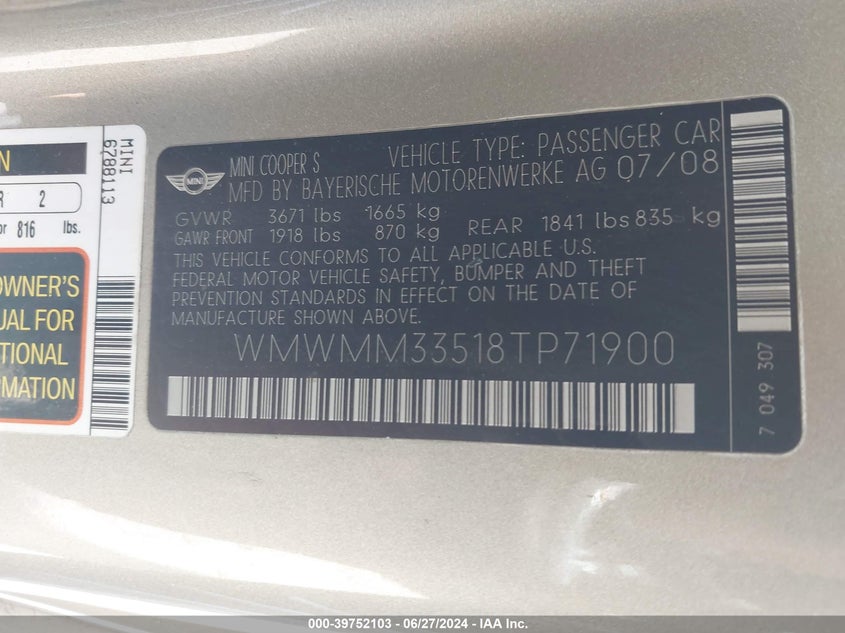 N
R 2
or 816 lbs.
OWNER'S
UAL FOR
TIONAL
RMATION
MINI
6788113
MINI
MINI COOPER S VEHICLE TYPE: PASSENGER CAR
MFD BY BAYERISCHE MOTORENWERKE AG 07/08
GVWR 3671 lbs 1665 kg
GAWR FRONT 1918 lbs 870 kg REAR 1841 lbs 835 kg
THIS VEHICLE CONFORMS TO ALL APPLICABLE U.S.
FEDERAL MOTOR VEHICLE SAFETY, BUMPER AND THEFT
PREVENTION STANDARDS IN EFFECT ON THE DATE OF
MANUFACTURE SHOWN ABOVE.
WMWMM33518TP71900
7 049 307
000-39752103 - 06/27/2024 - IAA Inc.